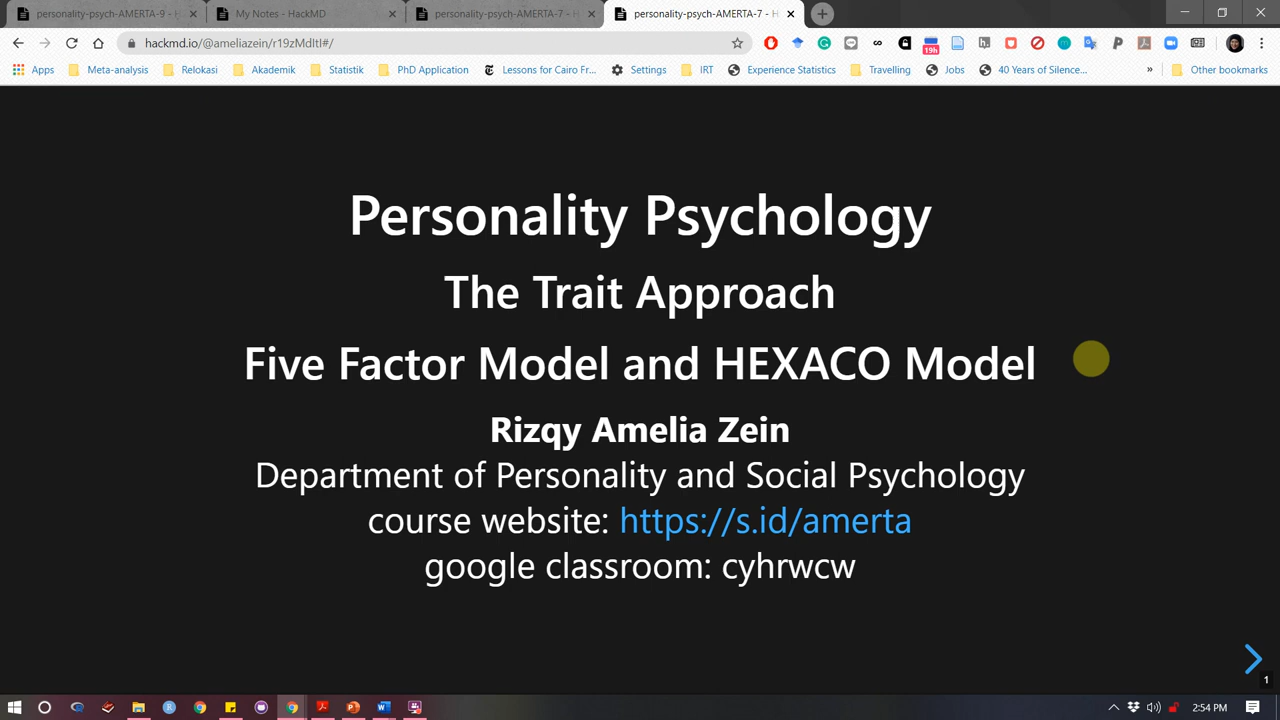 personality-psych-AMERTA-9 - H
My Notes - HackMD
personality-psych-AMERTA-7 - H
personality-psych-AMERTA-7 - H
hackmd.io/@ameliazein/r19zMdItI#/
19h
Apps
Meta-analysis
Relokasi
Akademik
Statistik
PhD Application
Lessons for Cairo Fr...
Settings
IRT
Experience Statistics
Travelling
Jobs
40 Years of Silence...
»
Other bookmarks
Personality Psychology
The Trait Approach
Five Factor Model and HEXACO Model
Rizqy Amelia Zein
Department of Personality and Social Psychology
course website: https://s.id/amerta
google classroom: cyhrwcw
1
2:54 PM